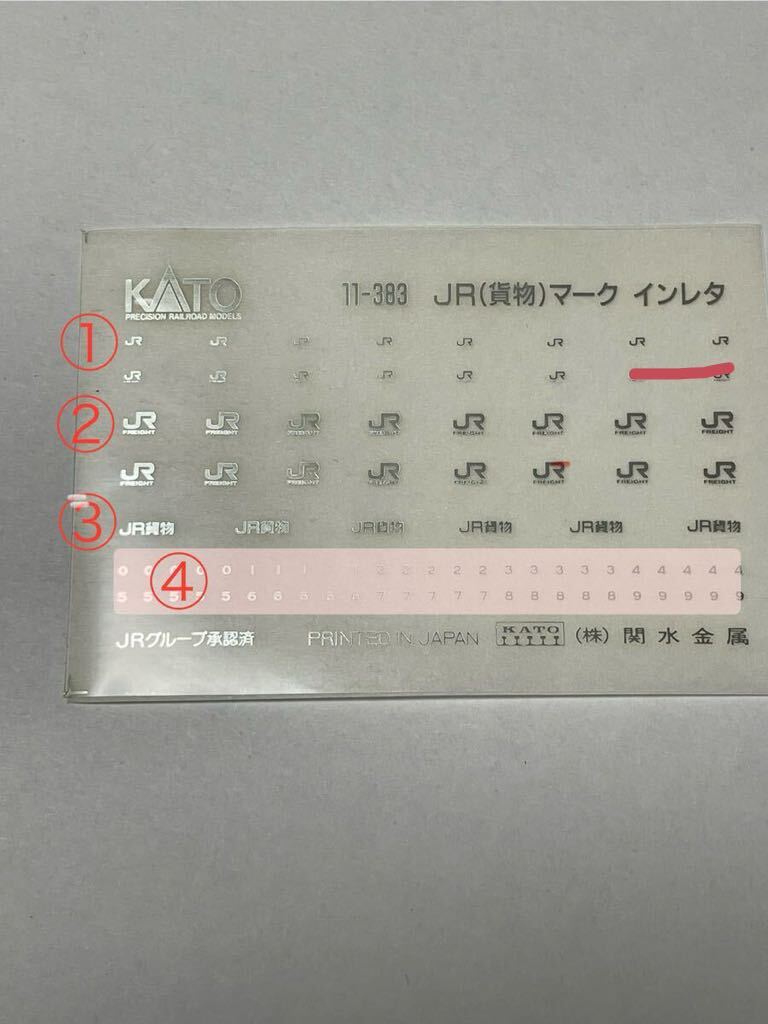 KATO 11-383 JR(貨物)マーク インレタ
PRECISION RAILROAD MODELS
① JR JR JR JR JR JR JR JR
JR JR JR JR JR JR JR
② JR JR JR JR JR JR JR JR
FREIGHT FREIGHT FREIGHT FREIGHT FREIGHT FREIGHT FREIGHT FREIGHT
JR JR JR JR JR JR JR JR
FREIGHT FREIGHT FREIGHT FREIGHT FREIGHT FREIGHT FREIGHT FREIGHT
③ JR貨物 JR貨物 JR貨物 JR貨物 JR貨物 JR貨物
④
0 0 0 0 0 1 1 1 2 2 2 2 3 3 3 3 3 4 4 4 4 4
5 5 5 5 5 6 6 6 6 6 7 7 7 7 7 8 8 8 8 8 9 9 9 9 9
JRグループ承認済 PRINTED IN JAPAN KATO (株)関水金属